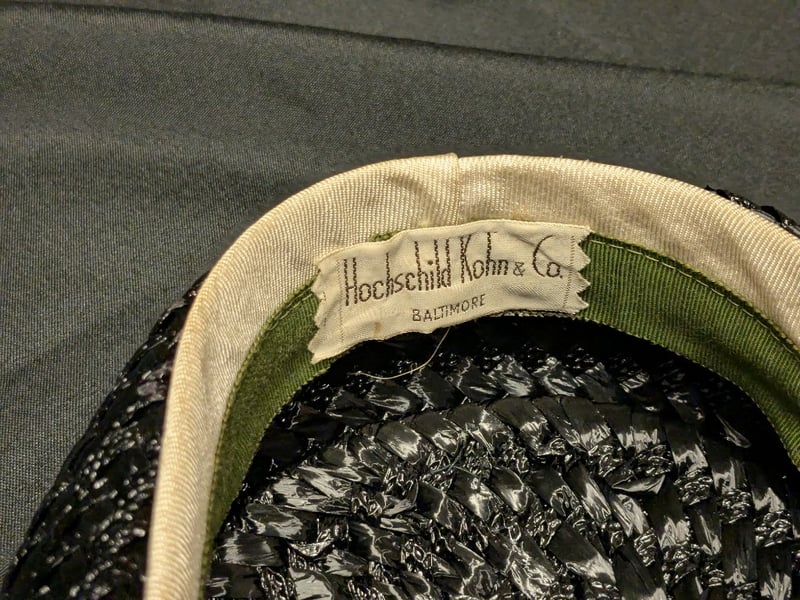 Hochschild Kohn & Co.
BALTIMORE